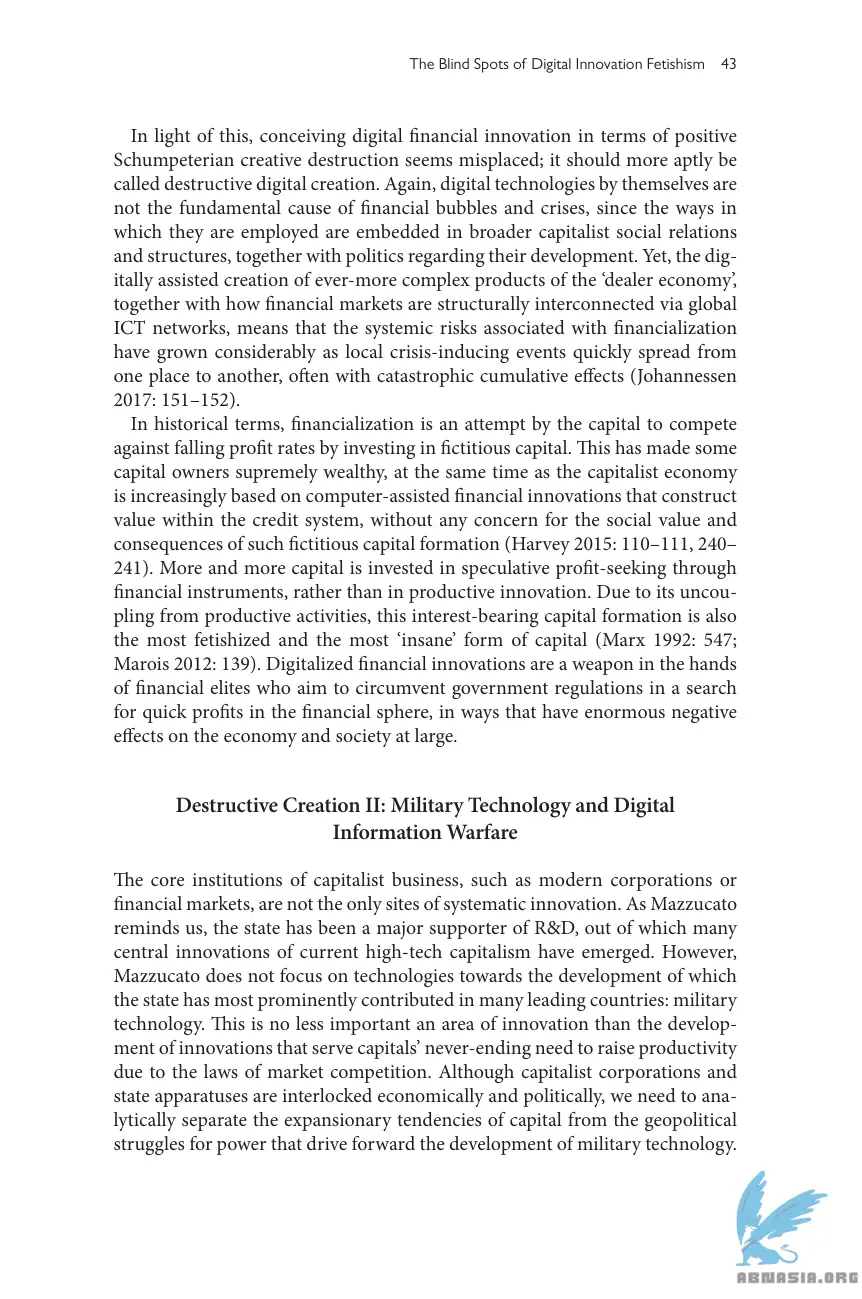 The Blind Spots of Digital Innovation Fetishism 43
In light of this, conceiving digital financial innovation in terms of positive
Schumpeterian creative destruction seems misplaced; it should more aptly be
called destructive digital creation. Again, digital technologies by themselves are
not the fundamental cause of financial bubbles and crises, since the ways in
which they are employed are embedded in broader capitalist social relations
and structures, together with politics regarding their development. Yet, the dig-
itally assisted creation of ever-more complex products of the ‘dealer economy’,
together with how financial markets are structurally interconnected via global
ICT networks, means that the systemic risks associated with financialization
have grown considerably as local crisis-inducing events quickly spread from
one place to another, often with catastrophic cumulative effects (Johannessen
2017: 151–152).
In historical terms, financialization is an attempt by the capital to compete
against falling profit rates by investing in fictitious capital. This has made some
capital owners supremely wealthy, at the same time as the capitalist economy
is increasingly based on computer-assisted financial innovations that construct
value within the credit system, without any concern for the social value and
consequences of such fictitious capital formation (Harvey 2015: 110–111, 240–
241). More and more capital is invested in speculative profit-seeking through
financial instruments, rather than in productive innovation. Due to its uncou-
pling from productive activities, this interest-bearing capital formation is also
the most fetishized and the most ‘insane’ form of capital (Marx 1992: 547;
Marois 2012: 139). Digitalized financial innovations are a weapon in the hands
of financial elites who aim to circumvent government regulations in a search
for quick profits in the financial sphere, in ways that have enormous negative
effects on the economy and society at large.
Destructive Creation II: Military Technology and Digital
Information Warfare
The core institutions of capitalist business, such as modern corporations or
financial markets, are not the only sites of systematic innovation. As Mazzucato
reminds us, the state has been a major supporter of R&D, out of which many
central innovations of current high-tech capitalism have emerged. However,
Mazzucato does not focus on technologies towards the development of which
the state has most prominently contributed in many leading countries: military
technology. This is no less important an area of innovation than the develop-
ment of innovations that serve capitals’ never-ending need to raise productivity
due to the laws of market competition. Although capitalist corporations and
state apparatuses are interlocked economically and politically, we need to ana-
lytically separate the expansionary tendencies of capital from the geopolitical
struggles for power that drive forward the development of military technology.
ABNASIA.ORG